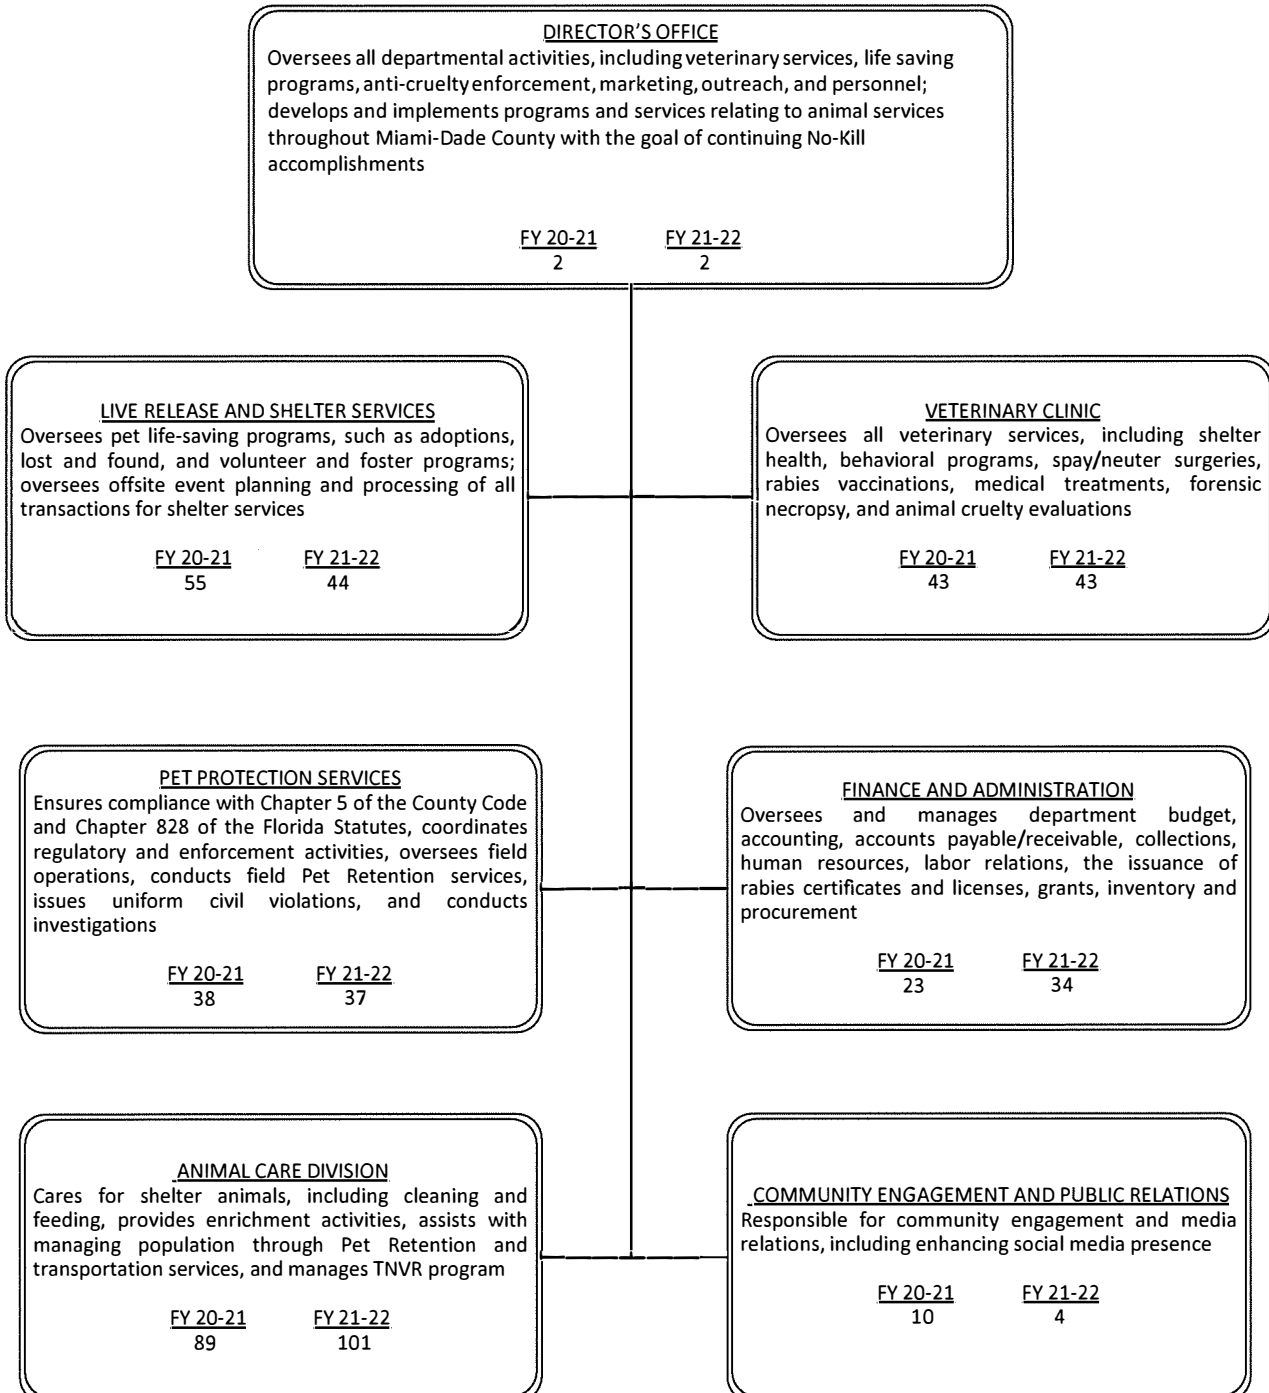 DIRECTOR'S OFFICE
Oversees all departmental activities, including veterinary services, life saving
programs, anti-cruelty enforcement, marketing, outreach, and personnel;
develops and implements programs and services relating to animal services
throughout Miami-Dade County with the goal of continuing No-Kill
accomplishments
FY 20-21 FY 21-22
2 2
LIVE RELEASE AND SHELTER SERVICES
Oversees pet life-saving programs, such as adoptions,
lost and found, and volunteer and foster programs;
oversees offsite event planning and processing of all
transactions for shelter services
FY 20-21 FY 21-22
55 44
VETERINARY CLINIC
Oversees all veterinary services, including shelter
health, behavioral programs, spay/neuter surgeries,
rabies vaccinations, medical treatments, forensic
necropsy, and animal cruelty evaluations
FY 20-21 FY 21-22
43 43
PET PROTECTION SERVICES
Ensures compliance with Chapter 5 of the County Code
and Chapter 828 of the Florida Statutes, coordinates
regulatory and enforcement activities, oversees field
operations, conducts field Pet Retention services,
issues uniform civil violations, and conducts
investigations
FY 20-21 FY 21-22
38 37
FINANCE AND ADMINISTRATION
Oversees and manages department budget,
accounting, accounts payable/receivable, collections,
human resources, labor relations, the issuance of
rabies certificates and licenses, grants, inventory and
procurement
FY 20-21 FY 21-22
23 34
ANIMAL CARE DIVISION
Cares for shelter animals, including cleaning and
feeding, provides enrichment activities, assists with
managing population through Pet Retention and
transportation services, and manages TNVR program
FY 20-21 FY 21-22
89 101
COMMUNITY ENGAGEMENT AND PUBLIC RELATIONS
Responsible for community engagement and media
relations, including enhancing social media presence
FY 20-21 FY 21-22
10 4